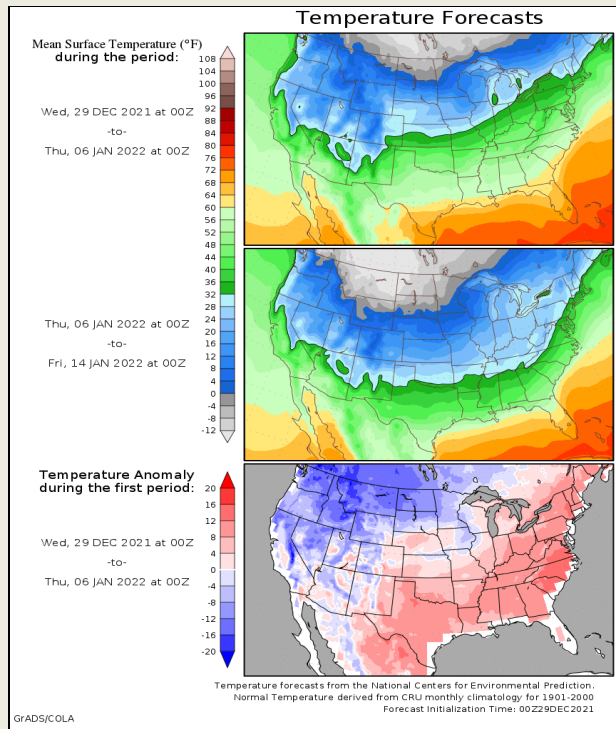 Temperature Forecasts
Mean Surface Temperature (°F)
during the period:
Wed, 29 DEC 2021 at 00Z
-to-
Thu, 06 JAN 2022 at 00Z
108
104
100
96
92
88
84
80
76
72
68
64
60
56
52
48
44
40
36
32
28
24
20
16
12
8
4
0
-4
-8
-12
Thu, 06 JAN 2022 at 00Z
-to-
Fri, 14 JAN 2022 at 00Z
Temperature Anomaly
during the first period:
Wed, 29 DEC 2021 at 00Z
-to-
Thu, 06 JAN 2022 at 00Z
20
16
12
8
4
0
-4
-8
-12
-16
-20
Temperature forecasts from the National Centers for Environmental Prediction.
Normal Temperature derived from CRU monthly climatology for 1901-2000
Forecast Initialization Time: 00Z29DEC2021
GrADS/COLA